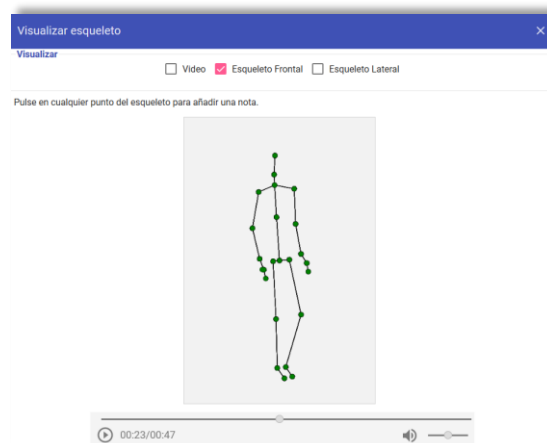 Visualizar esqueleto
Visualizar
Video Esqueleto Frontal Esqueleto Lateral
Pulse en cualquier punto del esqueleto para añadir una nota.
00:23/00:47